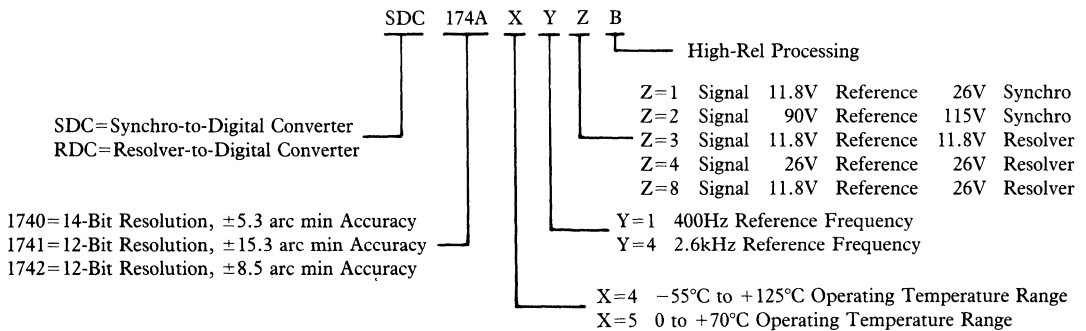 SDC 174A X Y Z B
High-Rel Processing
Z=1 Signal 11.8V Reference 26V Synchro
Z=2 Signal 90V Reference 115V Synchro
Z=3 Signal 11.8V Reference 11.8V Resolver
Z=4 Signal 26V Reference 26V Resolver
Z=8 Signal 11.8V Reference 26V Resolver
SDC=Synchro-to-Digital Converter
RDC=Resolver-to-Digital Converter
Y=1 400Hz Reference Frequency
Y=4 2.6kHz Reference Frequency
1740=14-Bit Resolution, ±5.3 arc min Accuracy
1741=12-Bit Resolution, ±15.3 arc min Accuracy
1742=12-Bit Resolution, ±8.5 arc min Accuracy
X=4 −55°C to +125°C Operating Temperature Range
X=5 0 to +70°C Operating Temperature Range